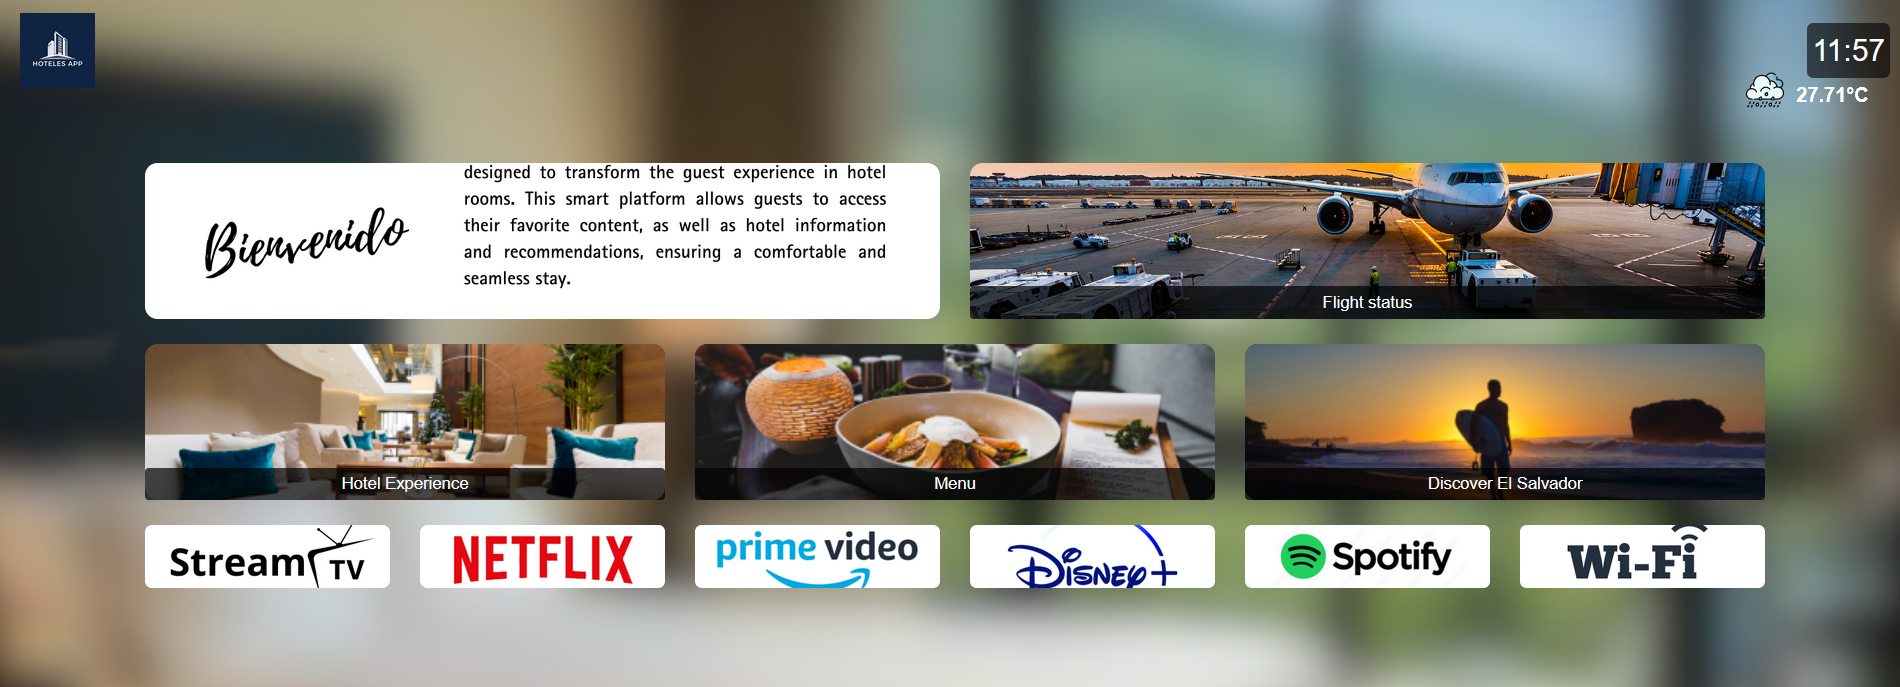 HOTELES APP
11:57
27.71°C
Bienvenido
designed to transform the guest experience in hotel
rooms. This smart platform allows guests to access
their favorite content, as well as hotel information
and recommendations, ensuring a comfortable and
seamless stay.
Flight status
Hotel Experience
Menu
Discover El Salvador
Stream TV
NETFLIX
prime video
Disney+
Spotify
Wi-Fi